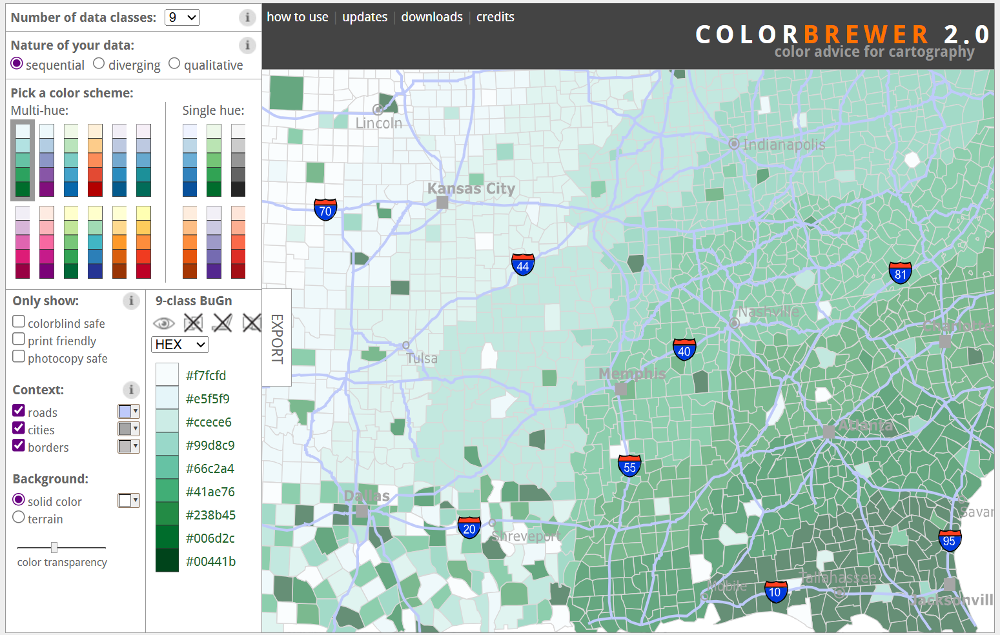 Number of data classes: 9
how to use | updates | downloads | credits
COLORBREWER 2.0
color advice for cartography
Nature of your data:
sequential diverging qualitative
Pick a color scheme:
Multi-hue: Single hue:
Only show:
colorblind safe
print friendly
photocopy safe
Context:
roads
cities
borders
Background:
solid color
terrain
color transparency
9-class BuGn
HEX
#f7fcfd
#e5f5f9
#ccece6
#99d8c9
#66c2a4
#41ae76
#238b45
#006d2c
#00441b
EXPORT
Lincoln
Indianapolis
Kansas City
70
44
81
Nashville
Charlotte
40
Tulsa
Memphis
Atlanta
55
Dallas
Savan
20
Shreveport
95
Tallahassee
Mobile
10
Jacksonvill